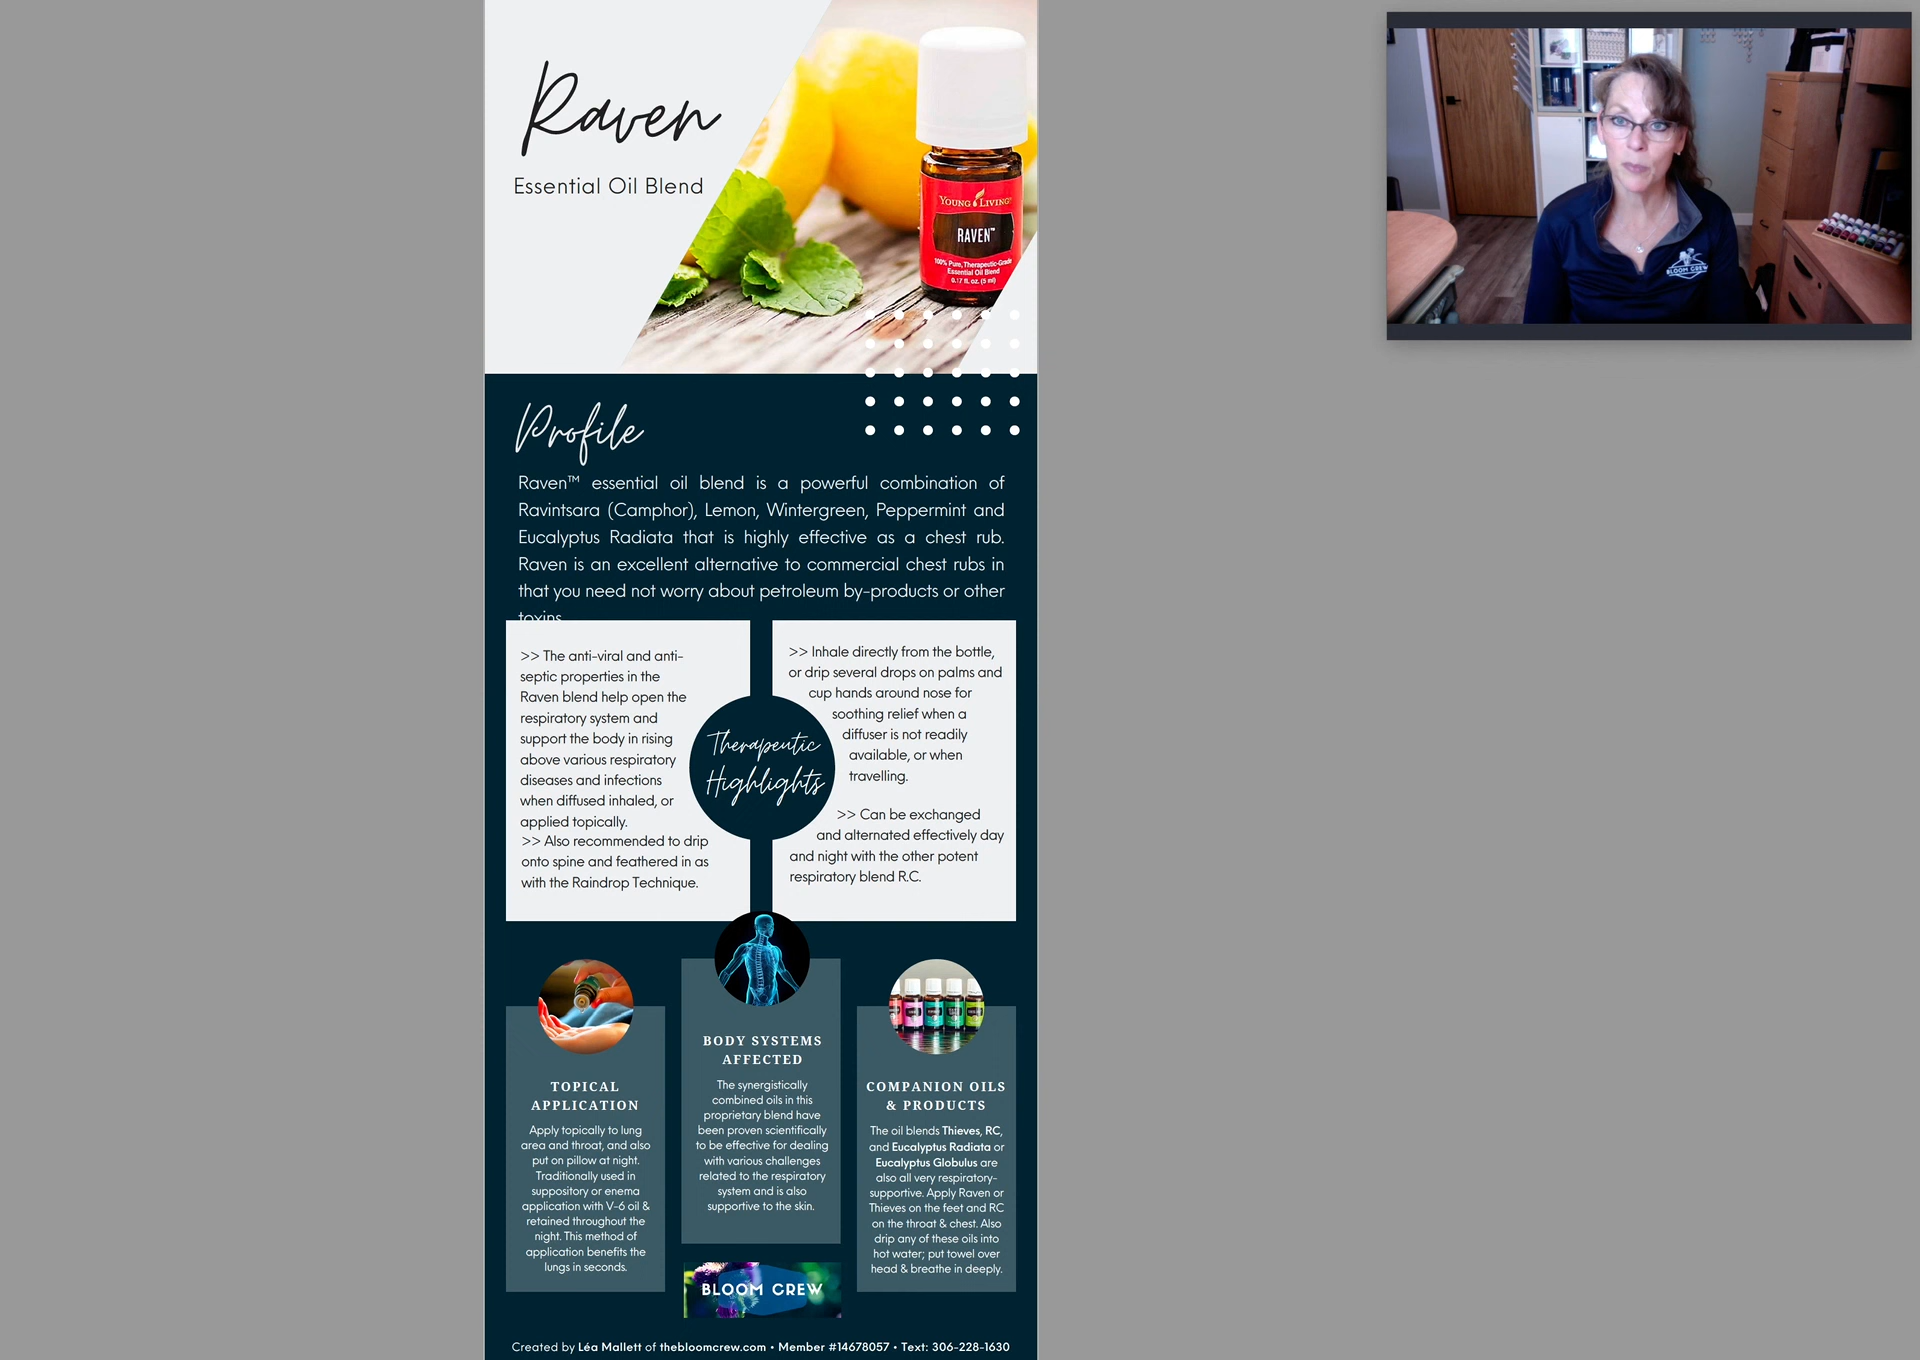 Raven
Essential Oil Blend
YOUNG LIVING
RAVEN™
100% Pure, Therapeutic-Grade
Essential Oil Blend
0.17 fl. oz. (5 ml)
Profile
Raven™ essential oil blend is a powerful combination of
Ravintsara (Camphor), Lemon, Wintergreen, Peppermint and
Eucalyptus Radiata that is highly effective as a chest rub.
Raven is an excellent alternative to commercial chest rubs in
that you need not worry about petroleum by-products or other
toxins
>> The anti-viral and anti-
septic properties in the
Raven blend help open the
respiratory system and
support the body in rising
above various respiratory
diseases and infections
when diffused inhaled, or
applied topically.
>> Also recommended to drip
onto spine and feathered in as
with the Raindrop Technique.
Therapeutic
Highlights
>> Inhale directly from the bottle,
or drip several drops on palms and
cup hands around nose for
soothing relief when a
diffuser is not readily
available, or when
travelling.
>> Can be exchanged
and alternated effectively day
and night with the other potent
respiratory blend R.C.
TOPICAL
APPLICATION
Apply topically to lung
area and throat, and also
put on pillow at night.
Traditionally used in
suppository or enema
application with V-6 oil &
retained throughout the
night. This method of
application benefits the
lungs in seconds.
BODY SYSTEMS
AFFECTED
The synergistically
combined oils in this
proprietary blend have
been proven scientifically
to be effective for dealing
with various challenges
related to the respiratory
system and is also
supportive to the skin.
COMPANION OILS
& PRODUCTS
The oil blends Thieves, RC,
and Eucalyptus Radiata or
Eucalyptus Globulus are
also all very respiratory-
supportive. Apply Raven or
Thieves on the feet and RC
on the throat & chest. Also
drip any of these oils into
hot water; put towel over
head & breathe in deeply.
BLOOM CREW
Created by Léa Mallett of thebloomcrew.com • Member #14678057 • Text: 306-228-1630
BLOOM CREW